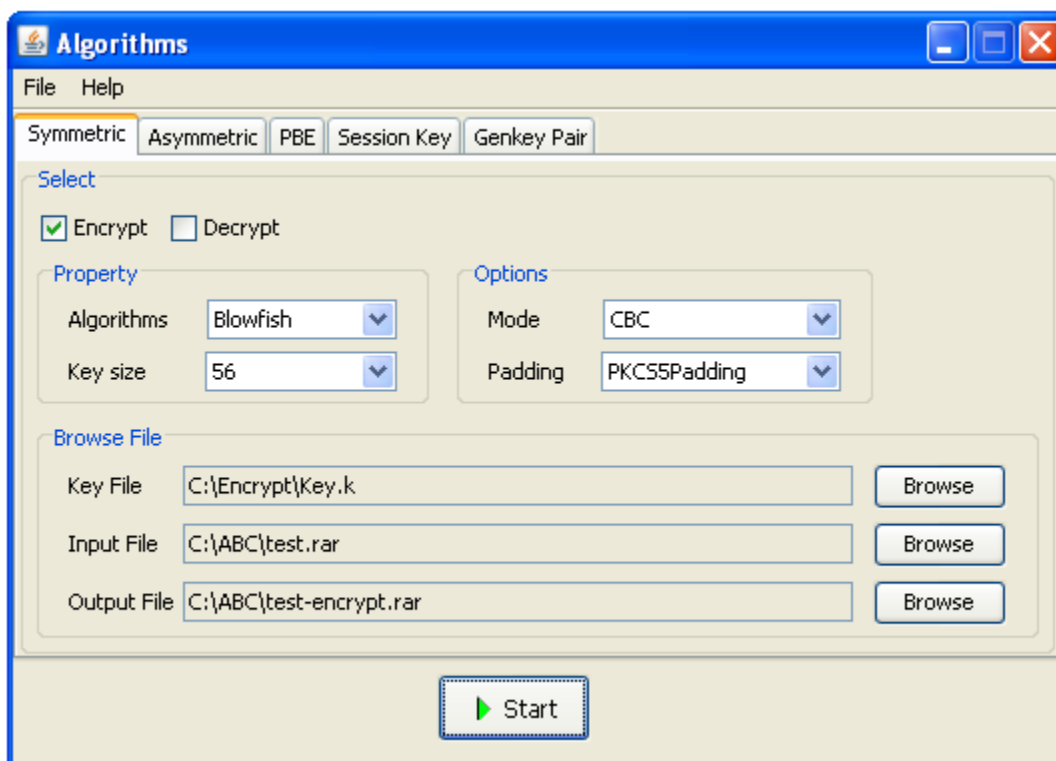 Algorithms
File Help
Symmetric Asymmetric PBE Session Key Genkey Pair
Select
Encrypt Decrypt
Property Options
Algorithms Blowfish Mode CBC
Key size 56 Padding PKCS5Padding
Browse File
Key File C:\Encrypt\Key.k Browse
Input File C:\ABC\test.rar Browse
Output File C:\ABC\test-encrypt.rar Browse
Start